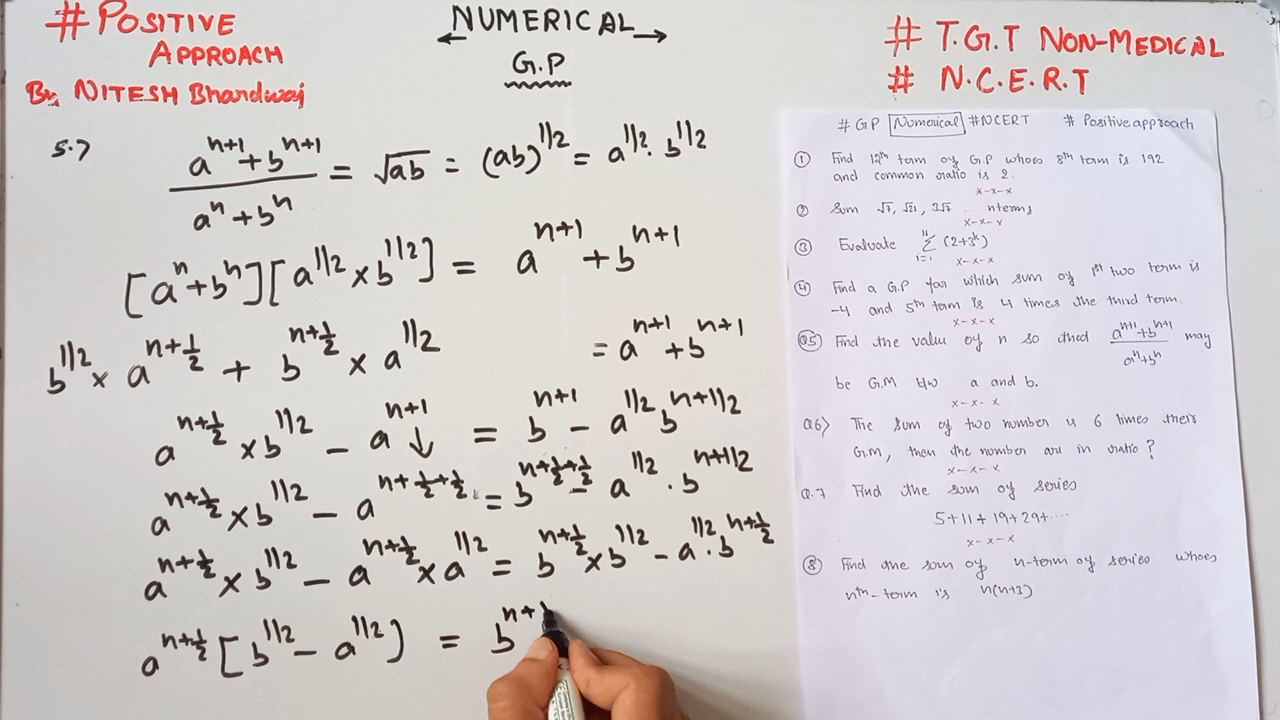 # POSITIVE
APPROACH
By NITESH Bhardwaj
NUMERICAL
G.P
# T.G.T NON-MEDICAL
# N.C.E.R.T
5.7
(a^{n+1} + b^{n+1}) / (a^n + b^n) = √ab = (ab)^{1/2} = a^{1/2} . b^{1/2}
[a^n + b^n] [a^{1/2} × b^{1/2}] = a^{n+1} + b^{n+1}
b^{1/2} × a^{n+1/2} + b^{n+1/2} × a^{1/2} = a^{n+1} + b^{n+1}
a^{n+1/2} × b^{1/2} - a^{n+1} ↓ = b^{n+1} - a^{1/2} b^{n+1/2}
a^{n+1/2} × b^{1/2} - a^{n+1/2+1/2} = b^{n+1/2+1/2} - a^{1/2} . b^{n+1/2}
a^{n+1/2} × b^{1/2} - a^{n+1/2} × a^{1/2} = b^{n+1/2} × b^{1/2} - a^{1/2} . b^{n+1/2}
a^{n+1/2} [b^{1/2} - a^{1/2}] = b^{n+1
# G.P Numerical #NCERT # Positive approach
① Find 12th term of G.P whose 8th term is 192
and common ratio is 2.
x-x-x
② Sum √7, √21, 3√7 ... nterms
x-x-x
③ Evaluate Σ_{i=1}^{11} (2+3^k)
x-x-x
④ Find a G.P for which sum of 1st two term is
-4 and 5th term is 4 times the third term.
x-x-x
Q5) Find the value of n so that (a^{n+1} + b^{n+1}) / (a^n + b^n) may
be G.M b/w a and b.
x-x-x
Q6) The sum of two number is 6 times their
G.M, then the number are in ratio ?
x-x-x
Q.7 Find the sum of series
5+11+19+29+....
x-x-x
⑧ Find the sum of n-term of series whoes
nth-term is n(n+3)